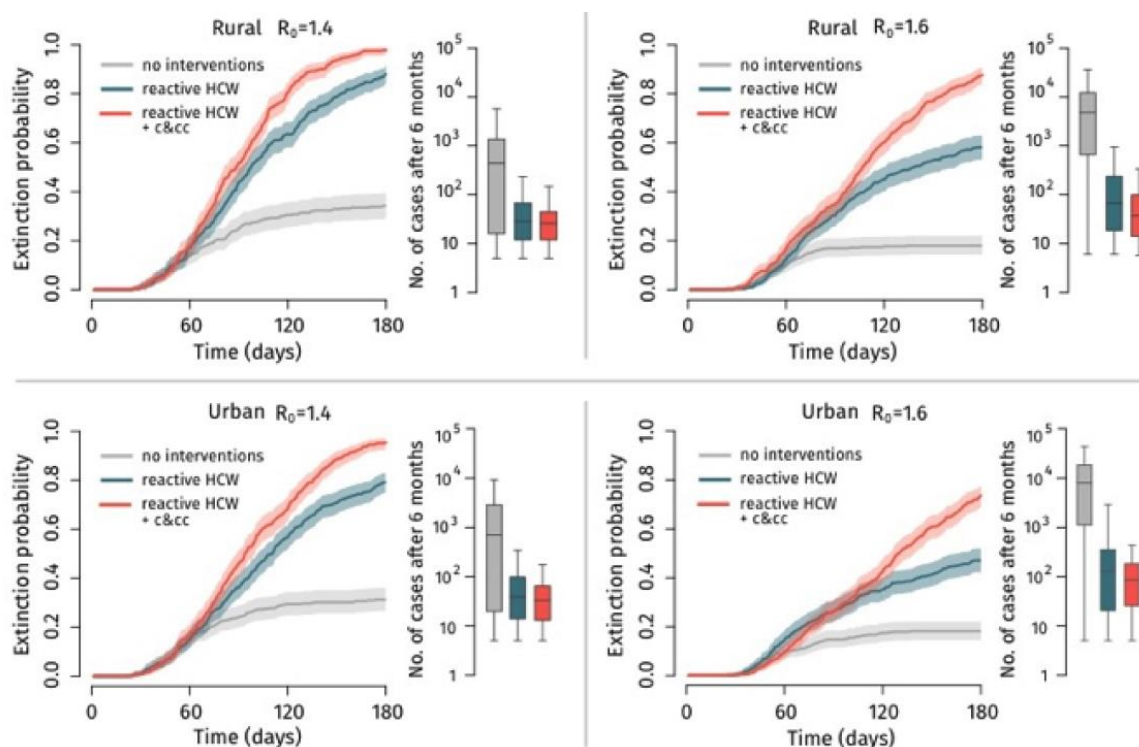 Rural R₀=1.4
Extinction probability
1.0
0.8
0.6
0.4
0.2
0.0
no interventions
reactive HCW
reactive HCW
+ c&cc
0 60 120 180
Time (days)
No. of cases after 6 months
10⁵
10⁴
10³
10²
10
1
Rural R₀=1.6
Extinction probability
1.0
0.8
0.6
0.4
0.2
0.0
no interventions
reactive HCW
reactive HCW
+ c&cc
0 60 120 180
Time (days)
No. of cases after 6 months
10⁵
10⁴
10³
10²
10
1
Urban R₀=1.4
Extinction probability
1.0
0.8
0.6
0.4
0.2
0.0
no interventions
reactive HCW
reactive HCW
+ c&cc
0 60 120 180
Time (days)
No. of cases after 6 months
10⁵
10⁴
10³
10²
10
1
Urban R₀=1.6
Extinction probability
1.0
0.8
0.6
0.4
0.2
0.0
no interventions
reactive HCW
reactive HCW
+ c&cc
0 60 120 180
Time (days)
No. of cases after 6 months
10⁵
10⁴
10³
10²
10
1